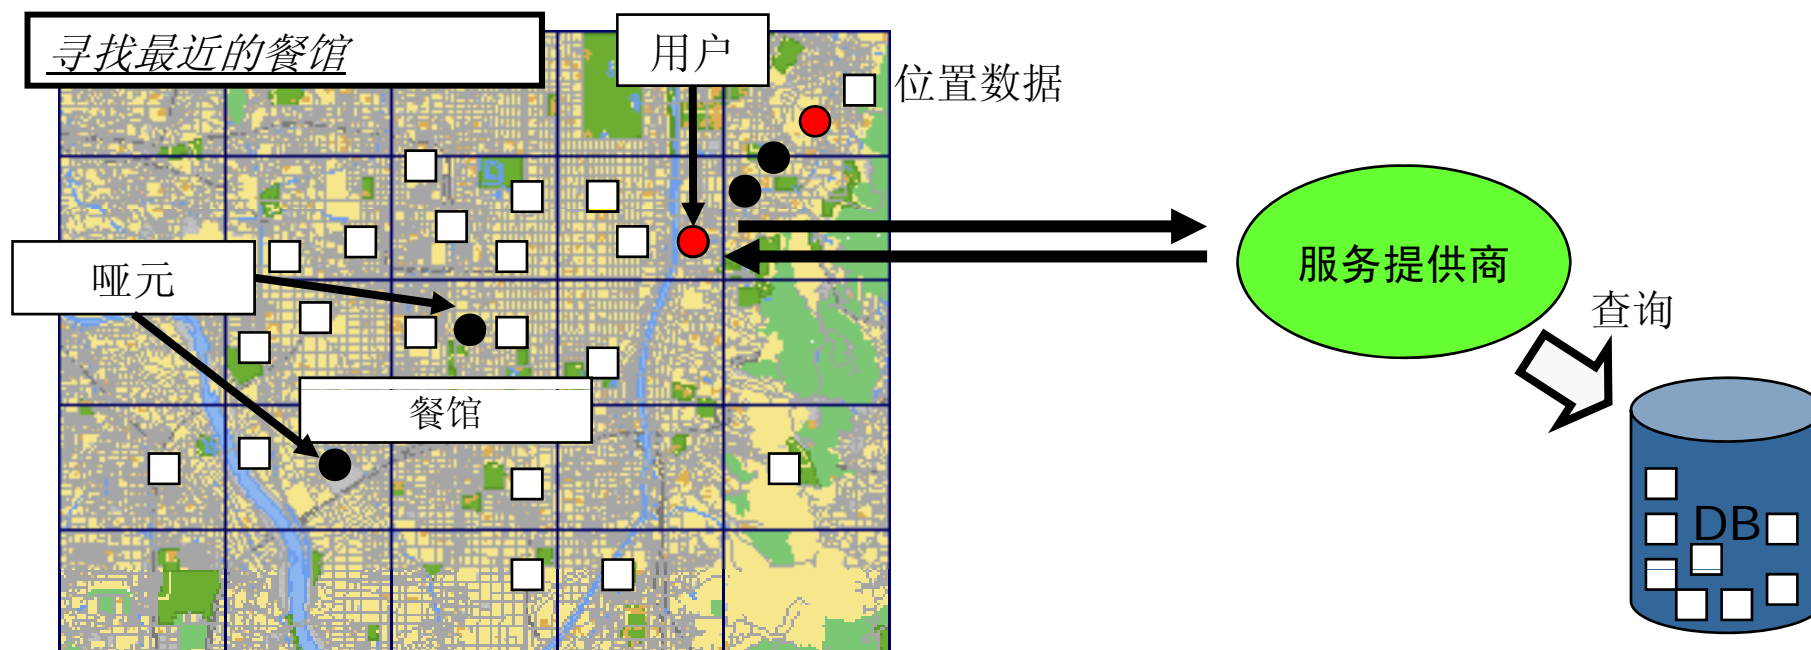 寻找最近的餐馆
用户
位置数据
哑元
服务提供商
查询
餐馆
DB